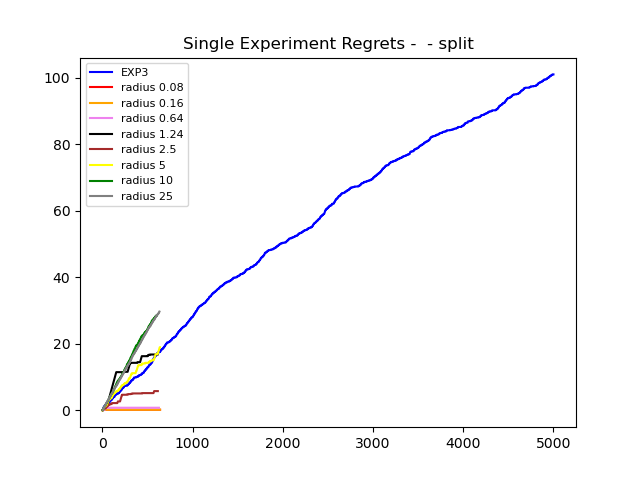 Single Experiment Regrets -  - split
EXP3
radius 0.08
radius 0.16
radius 0.64
radius 1.24
radius 2.5
radius 5
radius 10
radius 25
100
80
60
40
20
0
0 1000 2000 3000 4000 5000